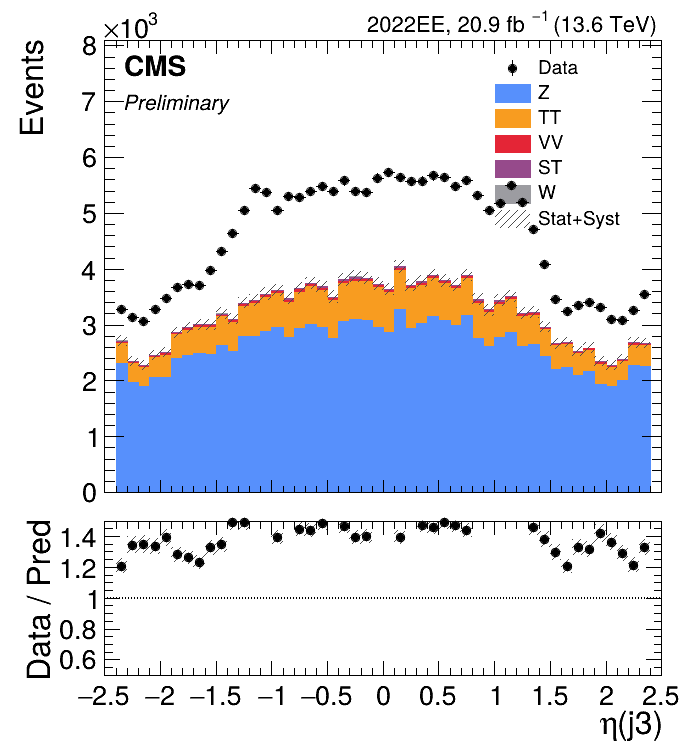 ×10³
2022EE, 20.9 fb ⁻¹ (13.6 TeV)
Events
CMS
Preliminary
Data
Z
TT
VV
ST
W
Stat+Syst
8
7
6
5
4
3
2
1
0
Data / Pred
1.4
1.2
1
0.8
0.6
−2.5 −2 −1.5 −1 −0.5 0 0.5 1 1.5 2 2.5
η(j3)